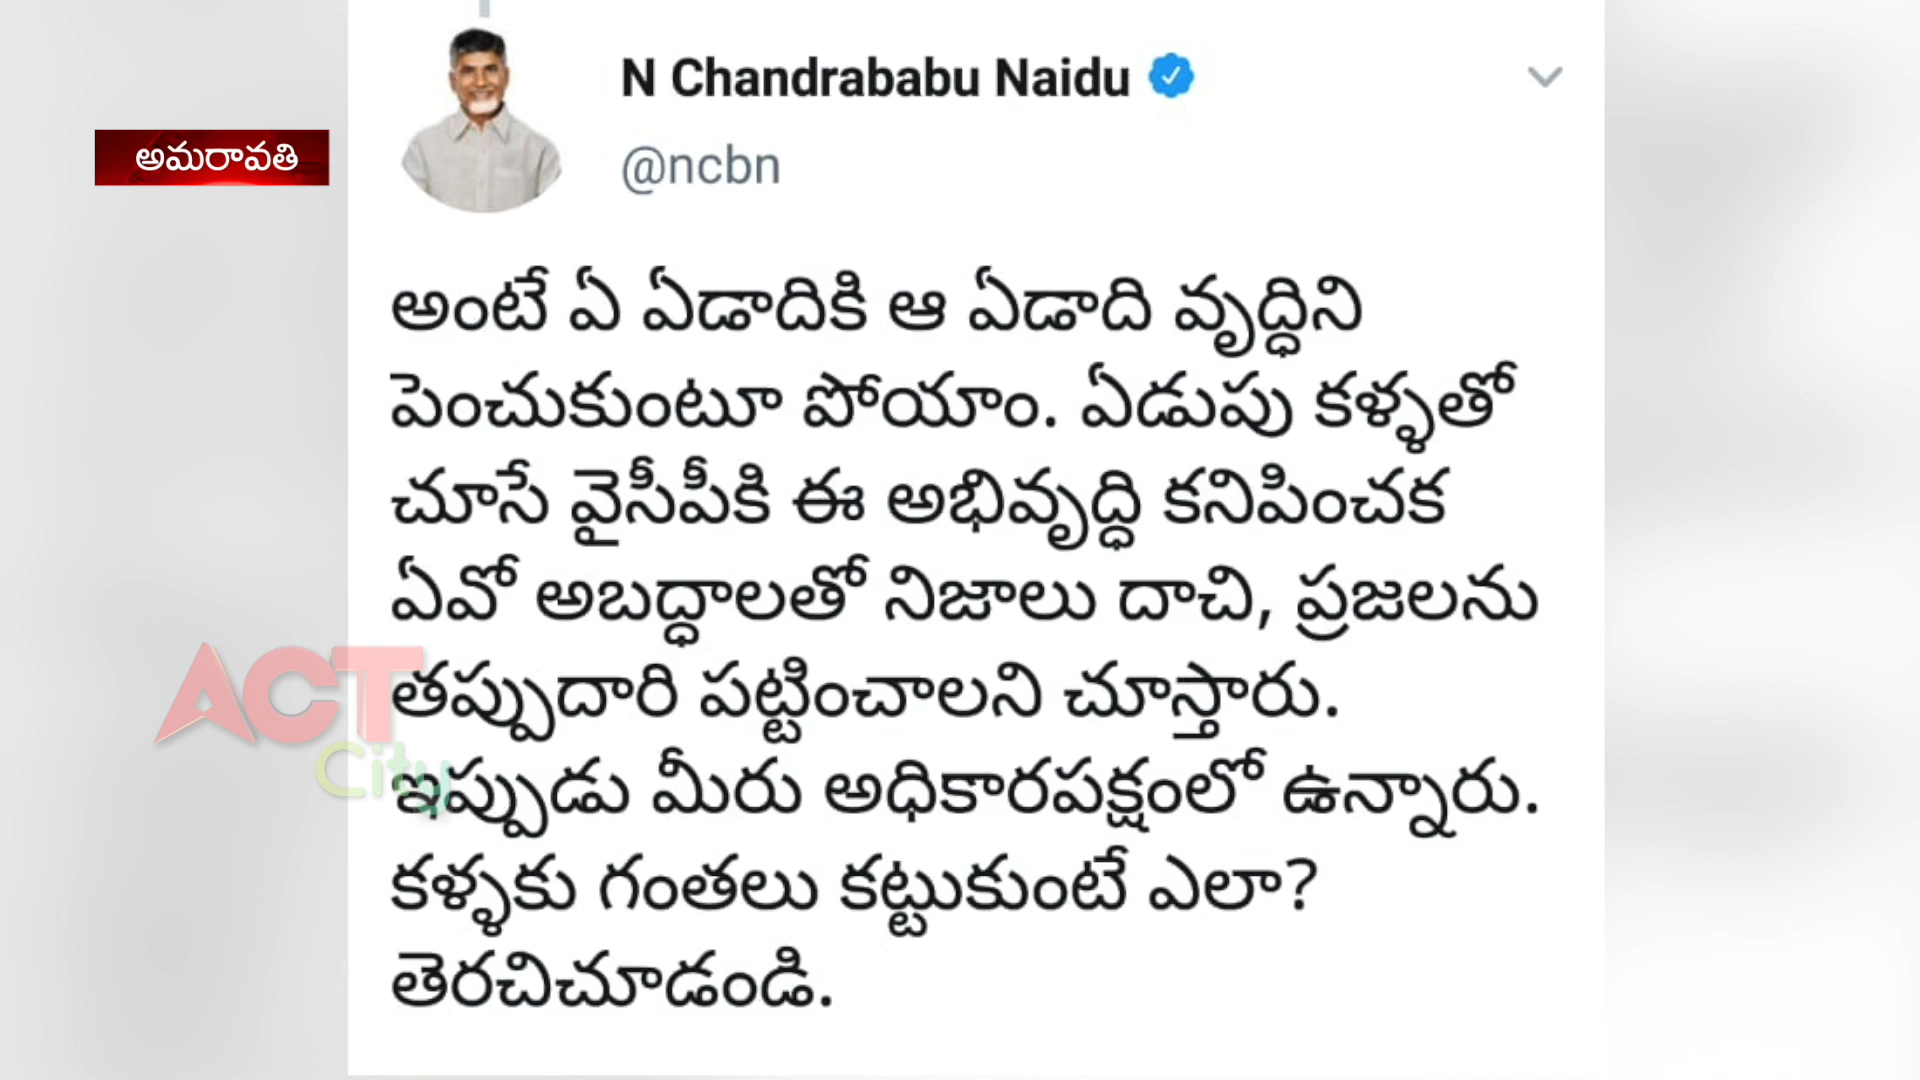 N Chandrababu Naidu
@ncbn
అమరావతి
అంటే ఏ ఏడాదికి ఆ ఏడాది వృద్ధిని
పెంచుకుంటూ పోయాం. ఏడుపు కళ్ళతో
చూసే వైసీపీకి ఈ అభివృద్ధి కనిపించక
ఏవో అబద్ధాలతో నిజాలు దాచి, ప్రజలను
తప్పుదారి పట్టించాలని చూస్తారు.
ఇప్పుడు మీరు అధికారపక్షంలో ఉన్నారు.
కళ్ళకు గంతలు కట్టుకుంటే ఎలా?
తెరచిచూడండి.
ACT
City